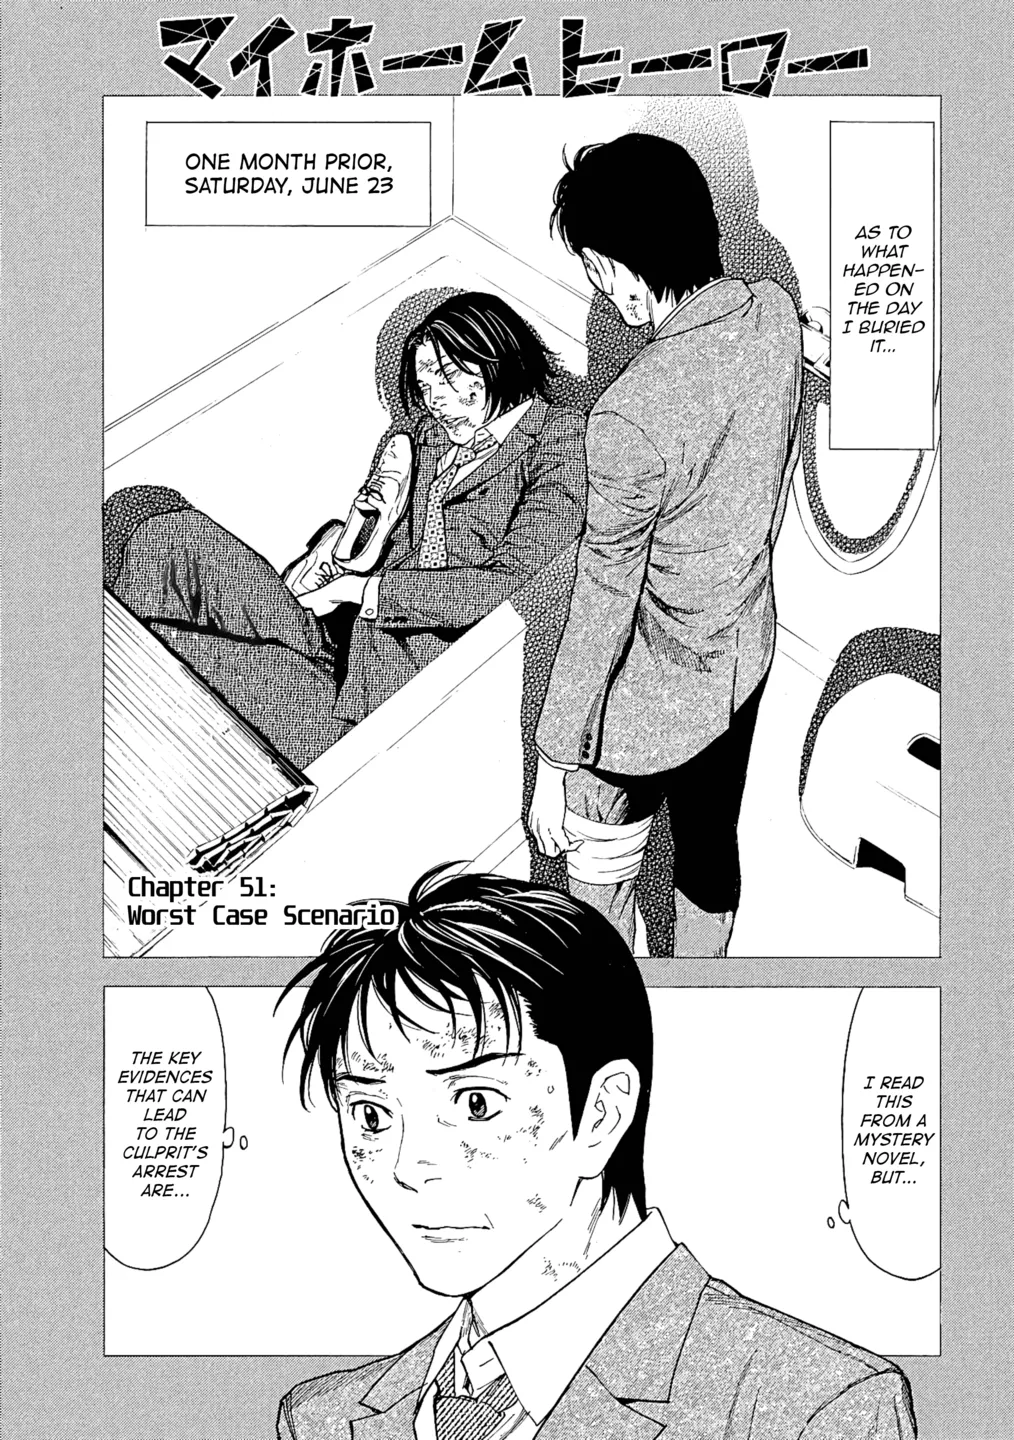 マイホームヒーロー
ONE MONTH PRIOR,
SATURDAY, JUNE 23
AS TO
WHAT
HAPPEN-
ED ON
THE DAY
I BURIED
IT...
Chapter 51:
Worst Case Scenario
I READ
THIS
FROM A
MYSTERY
NOVEL,
BUT...
THE KEY
EVIDENCES
THAT CAN
LEAD
TO THE
CULPRIT'S
ARREST
ARE...